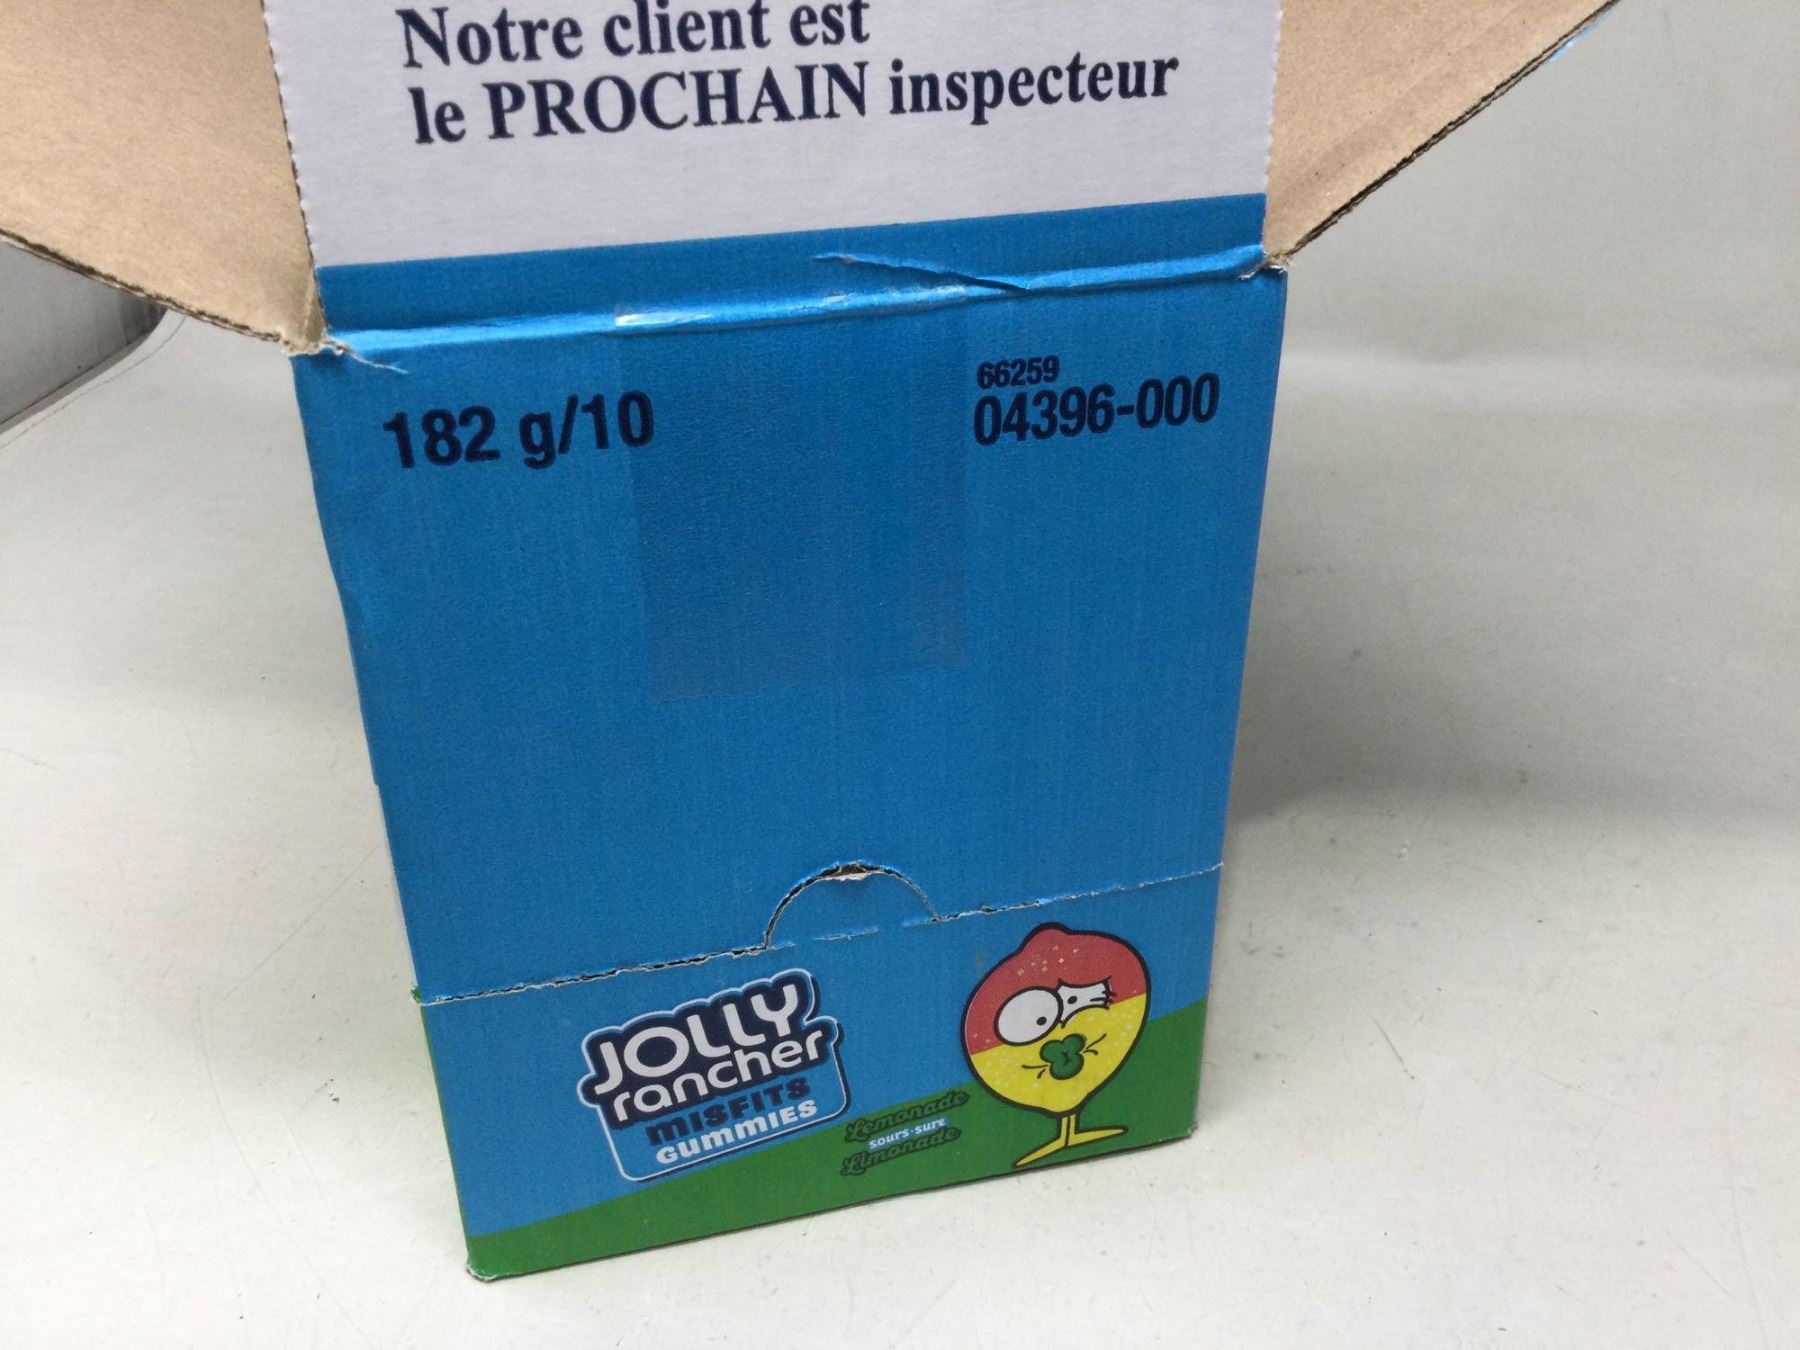 Notre client est
le PROCHAIN inspecteur
182 g/10
66259
04396-000
JOLLY
rancher
MISFITS
GUMMIES
Lemonade
SOURS-SURE
Limonade